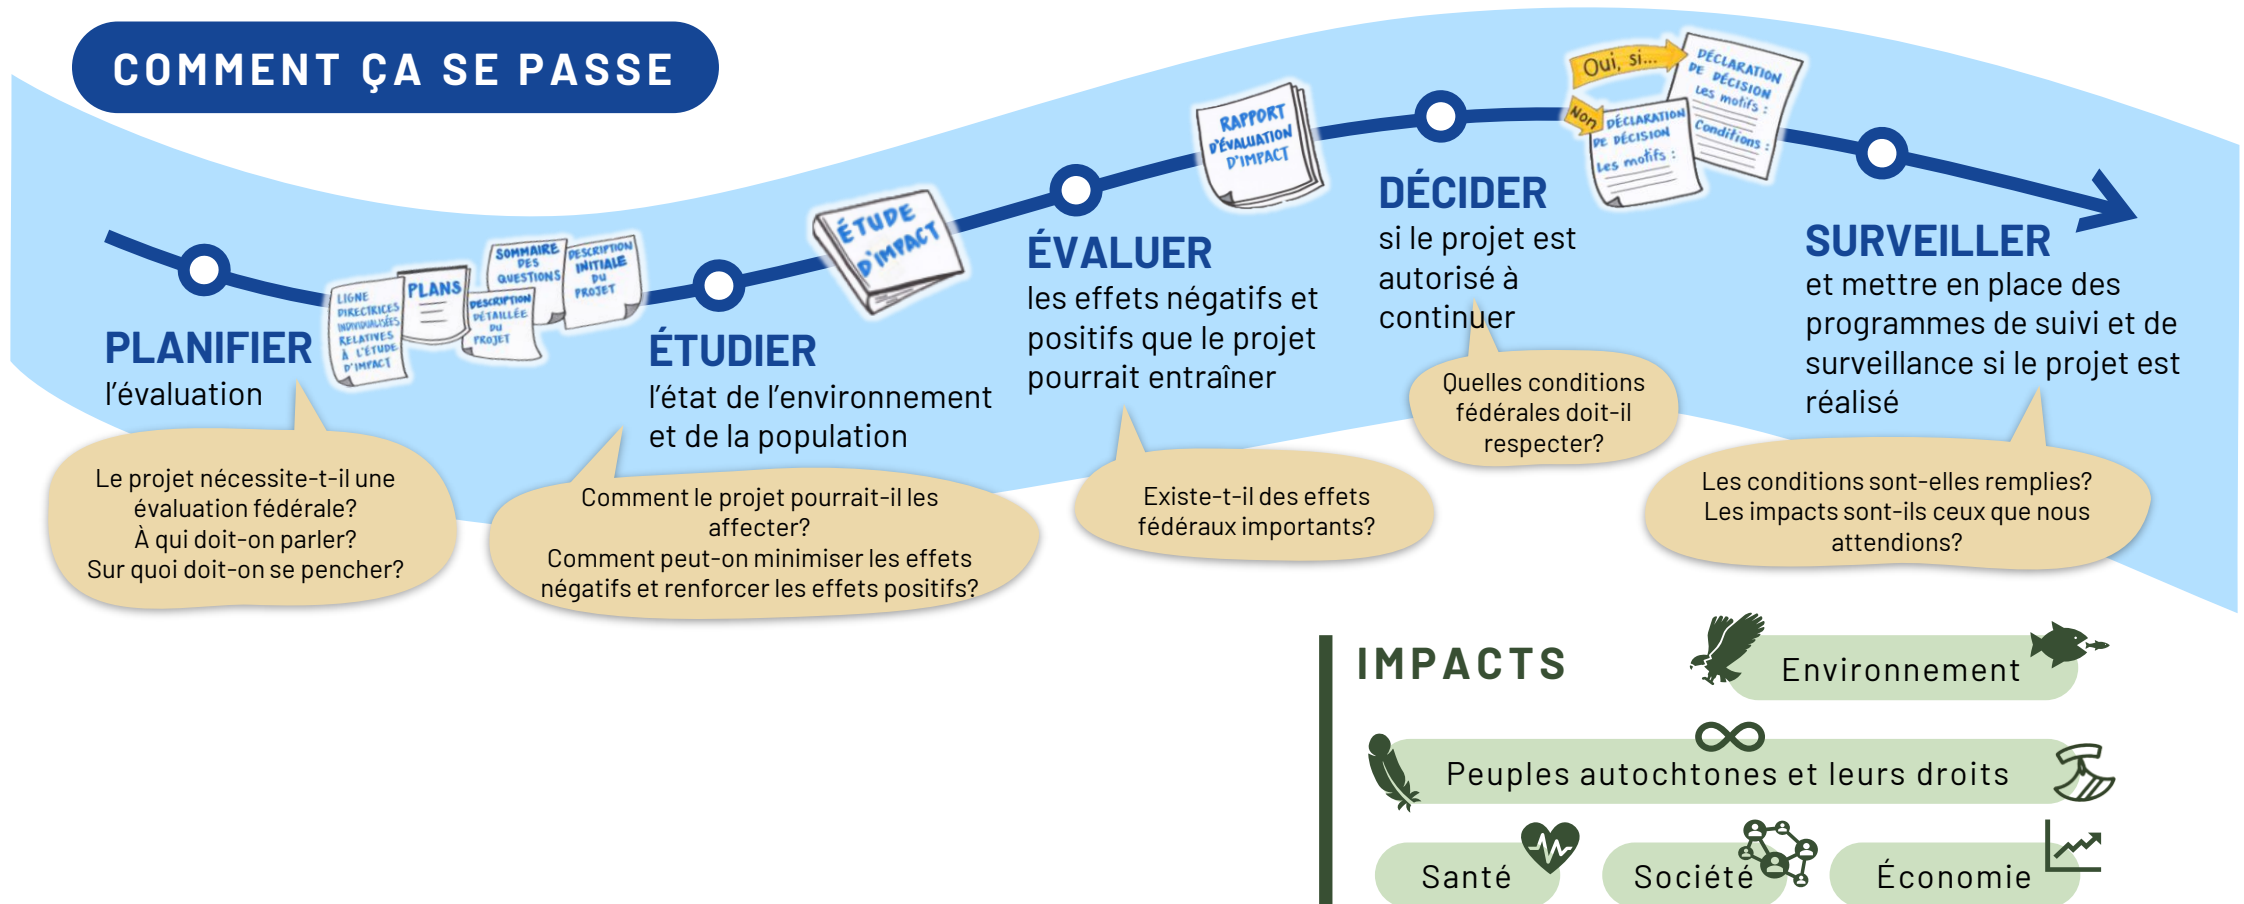 COMMENT ÇA SE PASSE
PLANIFIER
l'évaluation
Le projet nécessite-t-il une
évaluation fédérale?
À qui doit-on parler?
Sur quoi doit-on se pencher?
LIGNE
DIRECTRICES
INDIVIDUALISÉES
RELATIVES
À L'ÉTUDE
D'IMPACT
PLANS
SOMMAIRE
DES
QUESTIONS
DESCRIPTION
DÉTAILLÉE
DU
PROJET
DESCRIPTION
INITIALE
DU
PROJET
ÉTUDIER
l'état de l'environnement
et de la population
Comment le projet pourrait-il les
affecter?
Comment peut-on minimiser les effets
négatifs et renforcer les effets positifs?
ÉTUDE
D'IMPACT
ÉVALUER
les effets négatifs et
positifs que le projet
pourrait entraîner
Existe-t-il des effets
fédéraux importants?
RAPPORT
D'ÉVALUATION
D'IMPACT
DÉCIDER
si le projet est
autorisé à
continuer
Quelles conditions
fédérales doit-il
respecter?
Oui, si...
DÉCLARATION
DE DÉCISION
Les motifs :
Conditions :
Non
DÉCLARATION
DE DÉCISION
Les motifs :
SURVEILLER
et mettre en place des
programmes de suivi et de
surveillance si le projet est
réalisé
Les conditions sont-elles remplies?
Les impacts sont-ils ceux que nous
attendions?
IMPACTS
Environnement
Peuples autochtones et leurs droits
Santé
Société
Économie